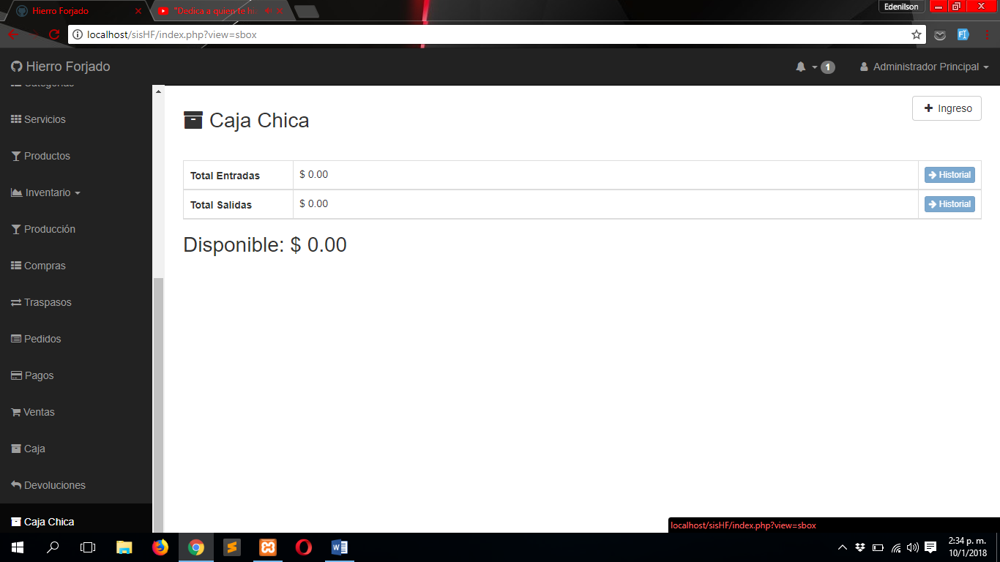 Hierro Forjado
"Dedica a quien te hi
Edenilson
localhost/sisHF/index.php?view=sbox
Hierro Forjado
1
Administrador Principal
Categorias
Servicios
Productos
Inventario
Producción
Compras
Traspasos
Pedidos
Pagos
Ventas
Caja
Devoluciones
Caja Chica
Caja Chica
Ingreso
Total Entradas
$ 0.00
Historial
Total Salidas
$ 0.00
Historial
Disponible: $ 0.00
localhost/sisHF/index.php?view=sbox
2:34 p. m.
10/1/2018